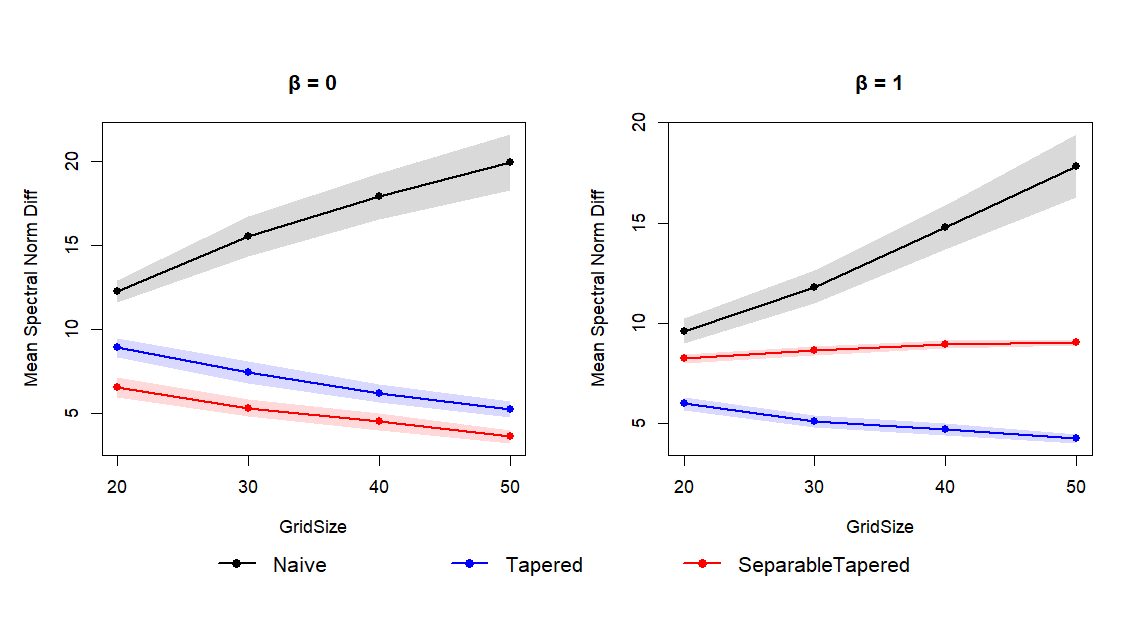 β = 0
Mean Spectral Norm Diff
20
15
10
5
20 30 40 50
GridSize
β = 1
Mean Spectral Norm Diff
20
15
10
5
20 30 40 50
GridSize
Naive Tapered SeparableTapered